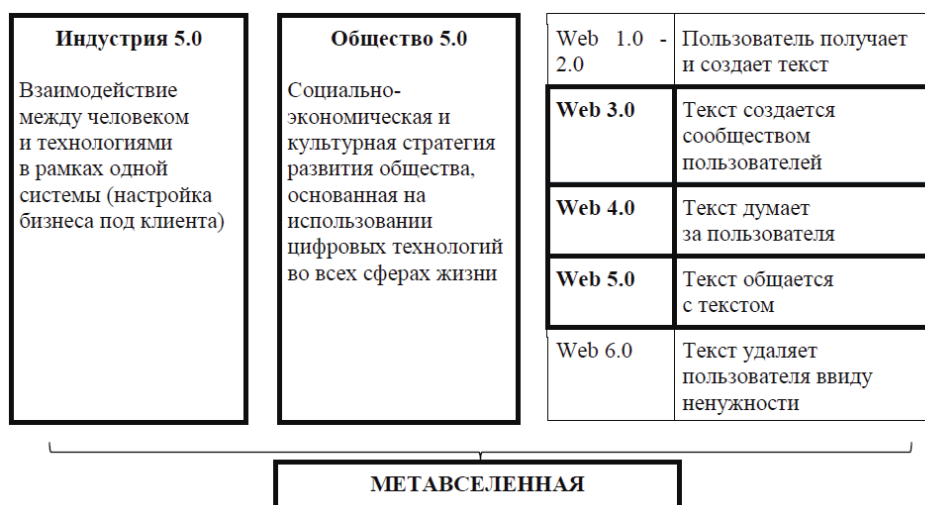 Индустрия 5.0
Взаимодействие
между человеком
и технологиями
в рамках одной
системы (настройка
бизнеса под клиента)
Общество 5.0
Социально-
экономическая и
культурная стратегия
развития общества,
основанная на
использовании
цифровых технологий
во всех сферах жизни
Web 1.0 - Пользователь получает
2.0 и создает текст
Web 3.0 Текст создается
сообществом
пользователей
Web 4.0 Текст думает
за пользователя
Web 5.0 Текст общается
с текстом
Web 6.0 Текст удаляет
пользователя ввиду
ненужности
МЕТАВСЕЛЕННАЯ